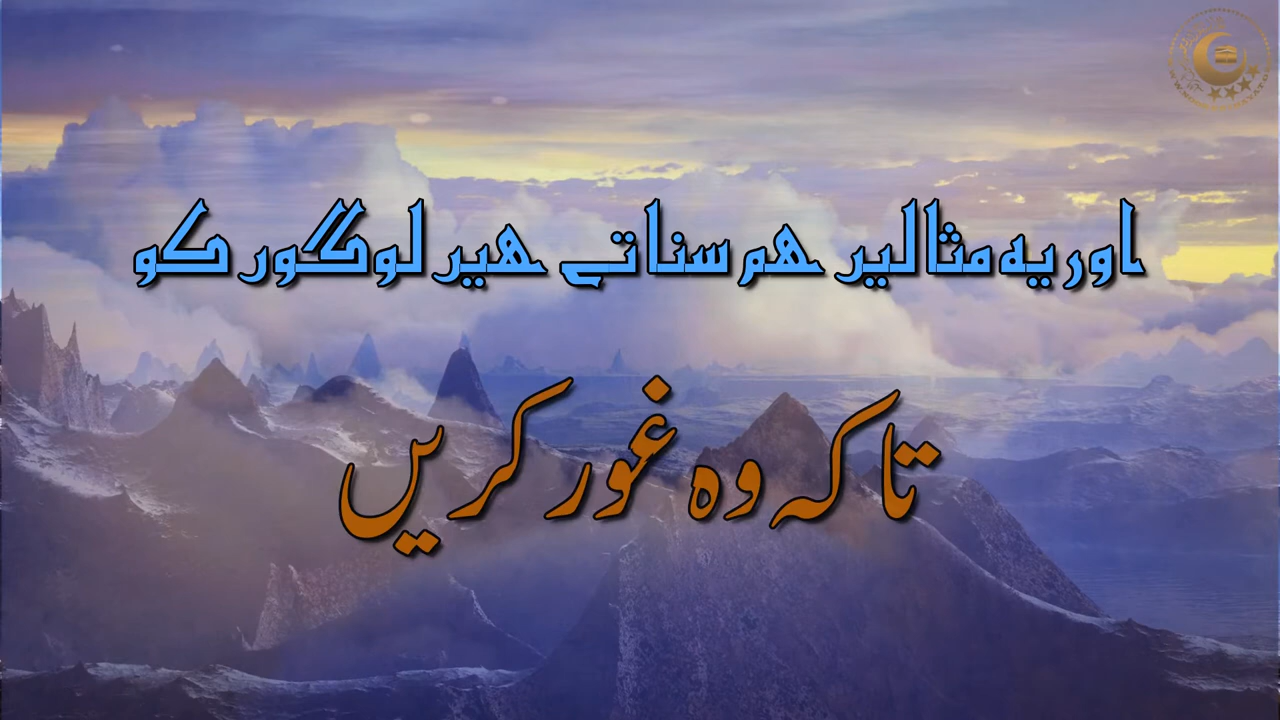 اور یہ مثالیں ہم سناتے ہیں لوگوں کو
تاکہ وہ غور کریں